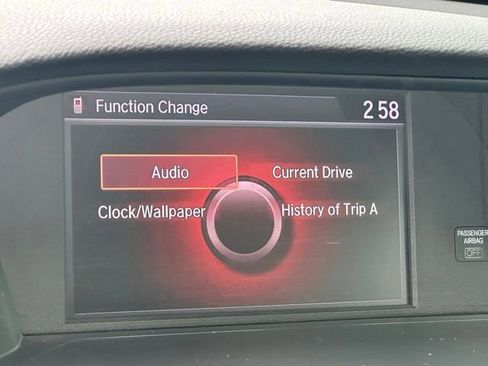 Function Change
2 58
Audio
Current Drive
Clock/Wallpaper
History of Trip A
PASSENGER
AIRBAG
OFF